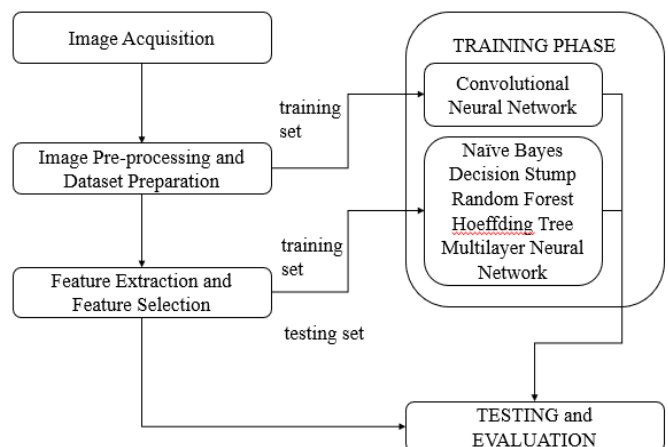 Image Acquisition
TRAINING PHASE
Convolutional
Neural Network
training
set
Image Pre-processing and
Dataset Preparation
Naïve Bayes
Decision Stump
Random Forest
Hoeffding Tree
Multilayer Neural
Network
training
set
Feature Extraction and
Feature Selection
testing set
TESTING and
EVALUATION